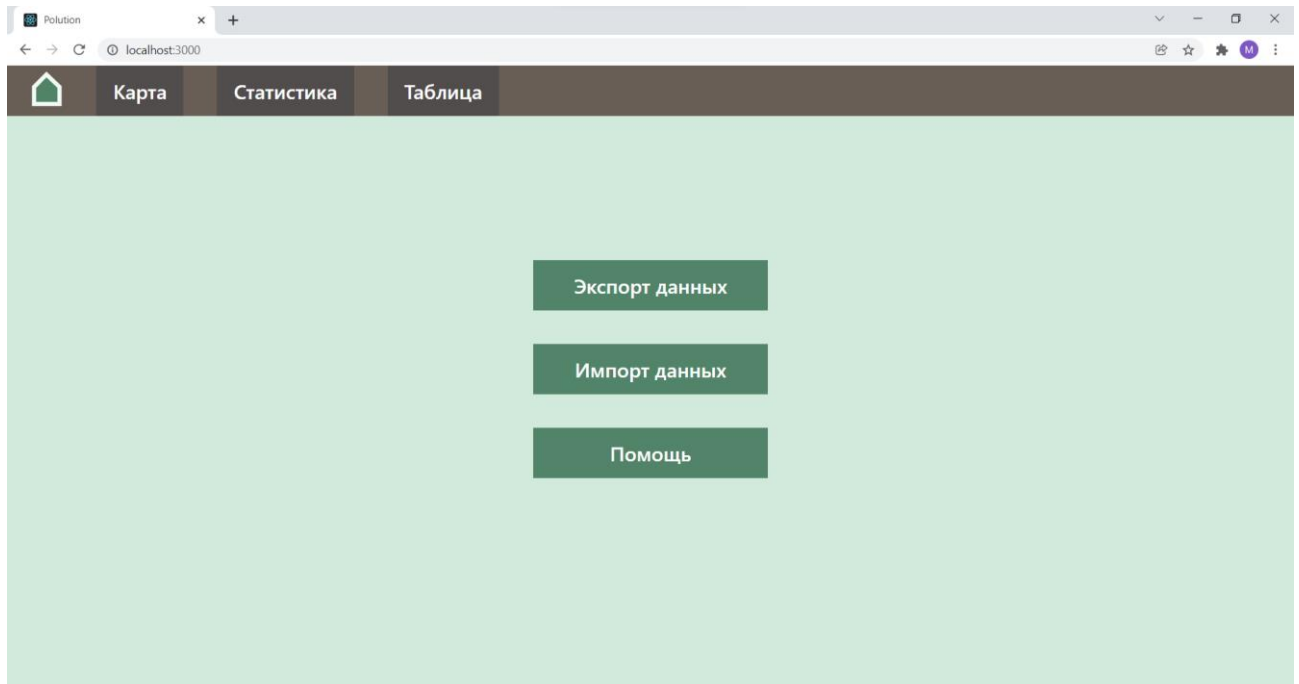 Polution
localhost:3000
M
Карта Статистика Таблица
Экспорт данных
Импорт данных
Помощь